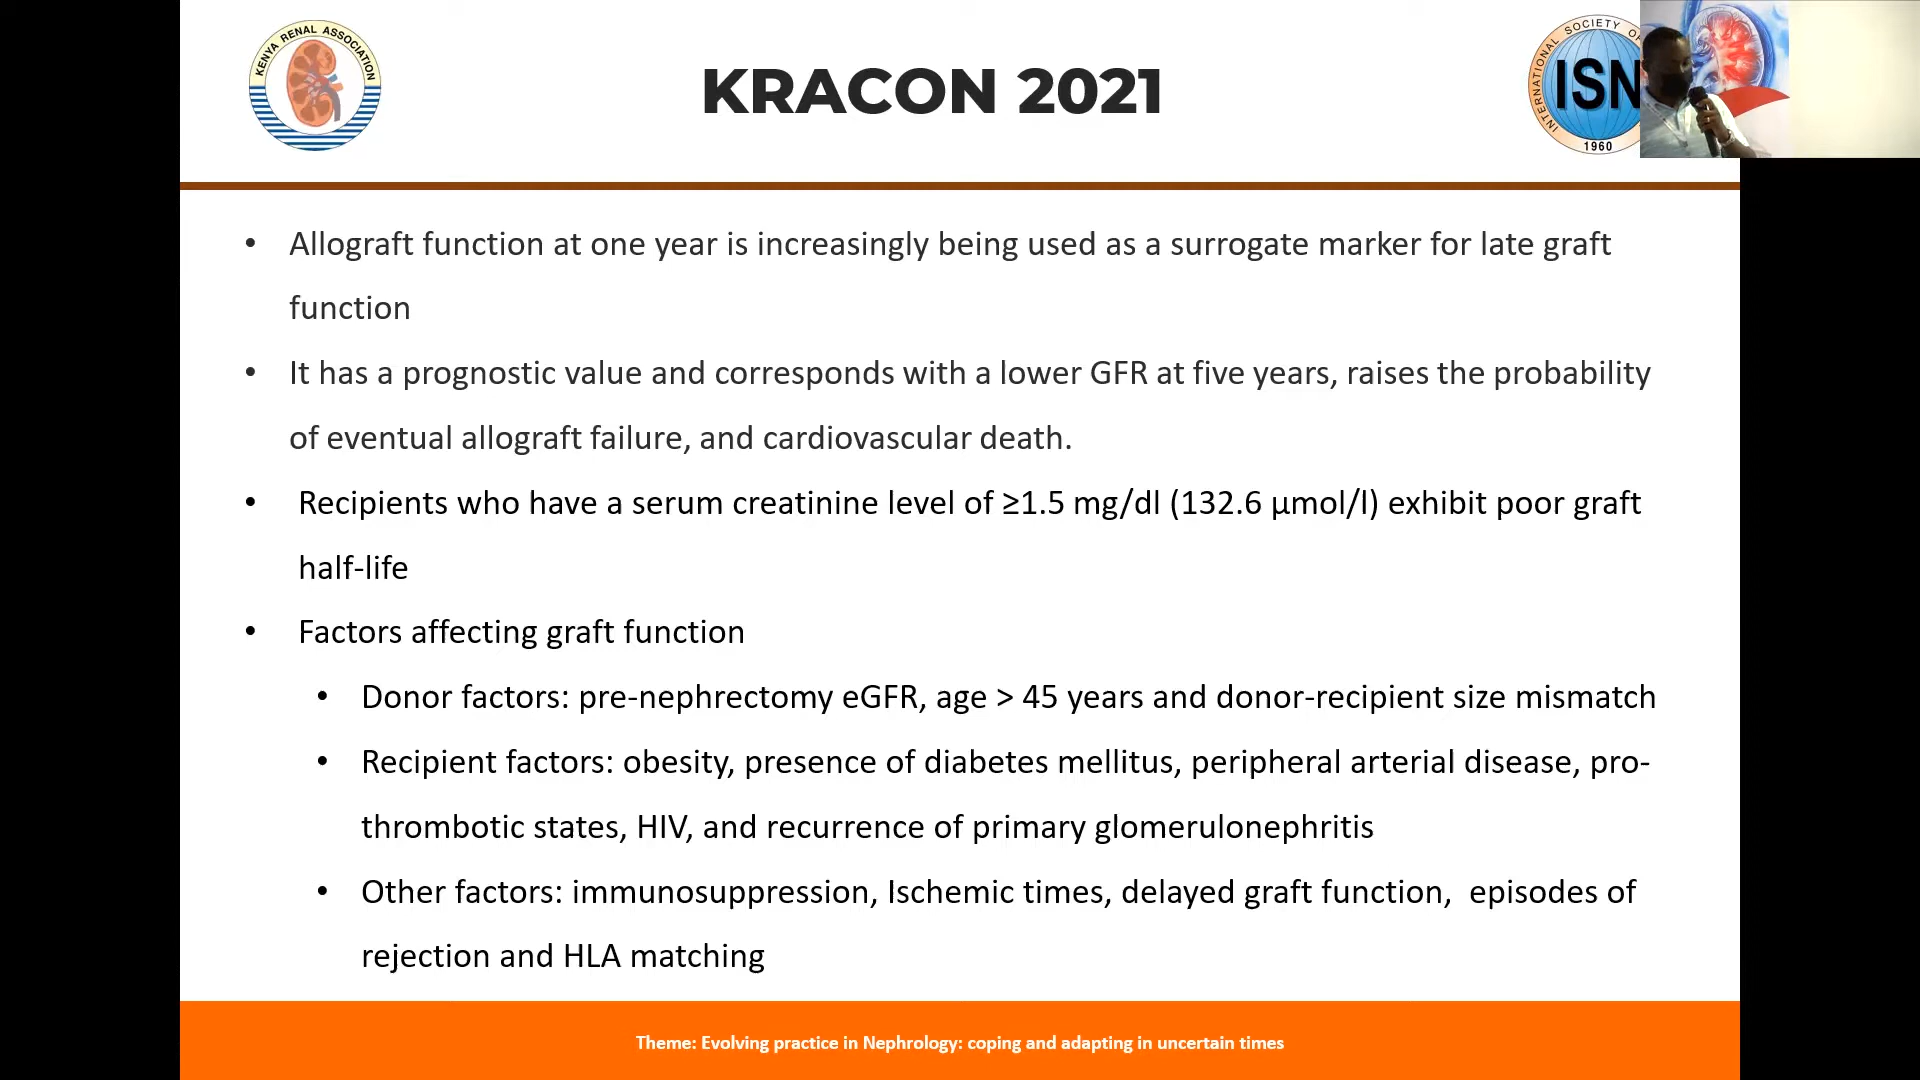 KENYA RENAL ASSOCIATION
KRACON 2021
INTERNATIONAL SOCIETY
ISN
1960
• Allograft function at one year is increasingly being used as a surrogate marker for late graft
function
• It has a prognostic value and corresponds with a lower GFR at five years, raises the probability
of eventual allograft failure, and cardiovascular death.
• Recipients who have a serum creatinine level of ≥1.5 mg/dl (132.6 µmol/l) exhibit poor graft
half-life
• Factors affecting graft function
• Donor factors: pre-nephrectomy eGFR, age > 45 years and donor-recipient size mismatch
• Recipient factors: obesity, presence of diabetes mellitus, peripheral arterial disease, pro-
thrombotic states, HIV, and recurrence of primary glomerulonephritis
• Other factors: immunosuppression, Ischemic times, delayed graft function,  episodes of
rejection and HLA matching
Theme: Evolving practice in Nephrology: coping and adapting in uncertain times